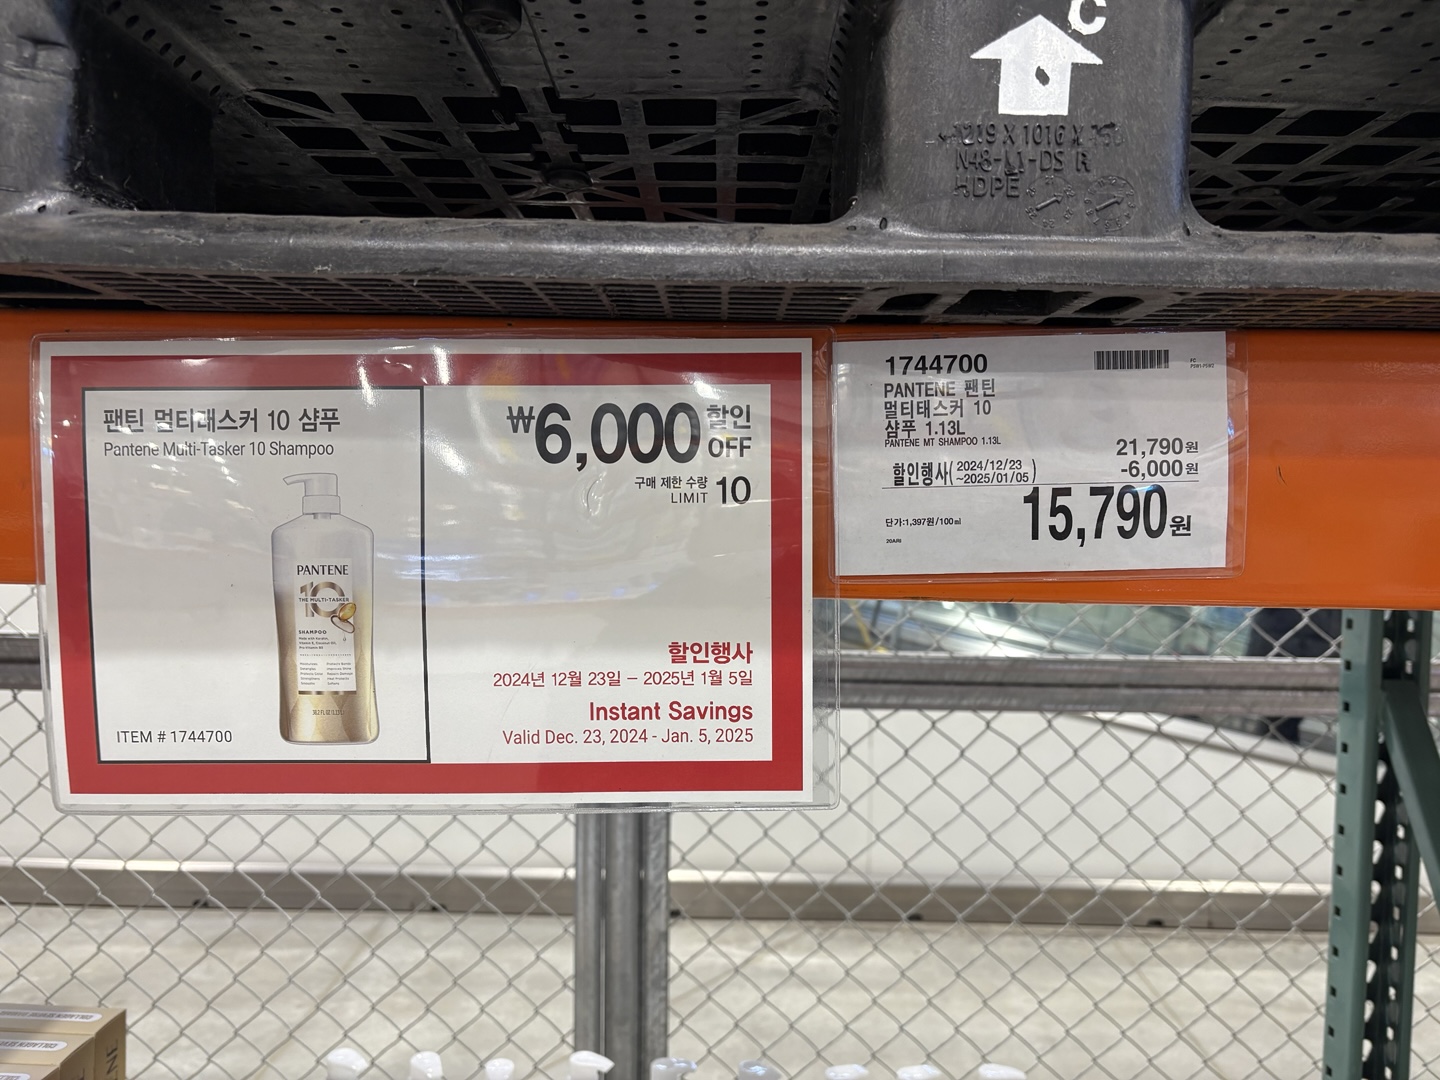 C
N48-L1-DS R
HDPE
팬틴 멀티태스커 10 샴푸
Pantene Multi-Tasker 10 Shampoo
₩6,000 할인
OFF
구매 제한 수량
LIMIT 10
PANTENE
10
THE MULTI-TASKER
SHAMPOO
할인행사
2024년 12월 23일 – 2025년 1월 5일
Instant Savings
Valid Dec. 23, 2024 - Jan. 5, 2025
ITEM # 1744700
1744700
PANTENE 팬틴
멀티태스커 10
샴푸 1.13L
PANTENE MT SHAMPOO 1.13L
21,790원
할인행사(2024/12/23 ~2025/01/05)
-6,000원
15,790원
단가:1,397원/100ml